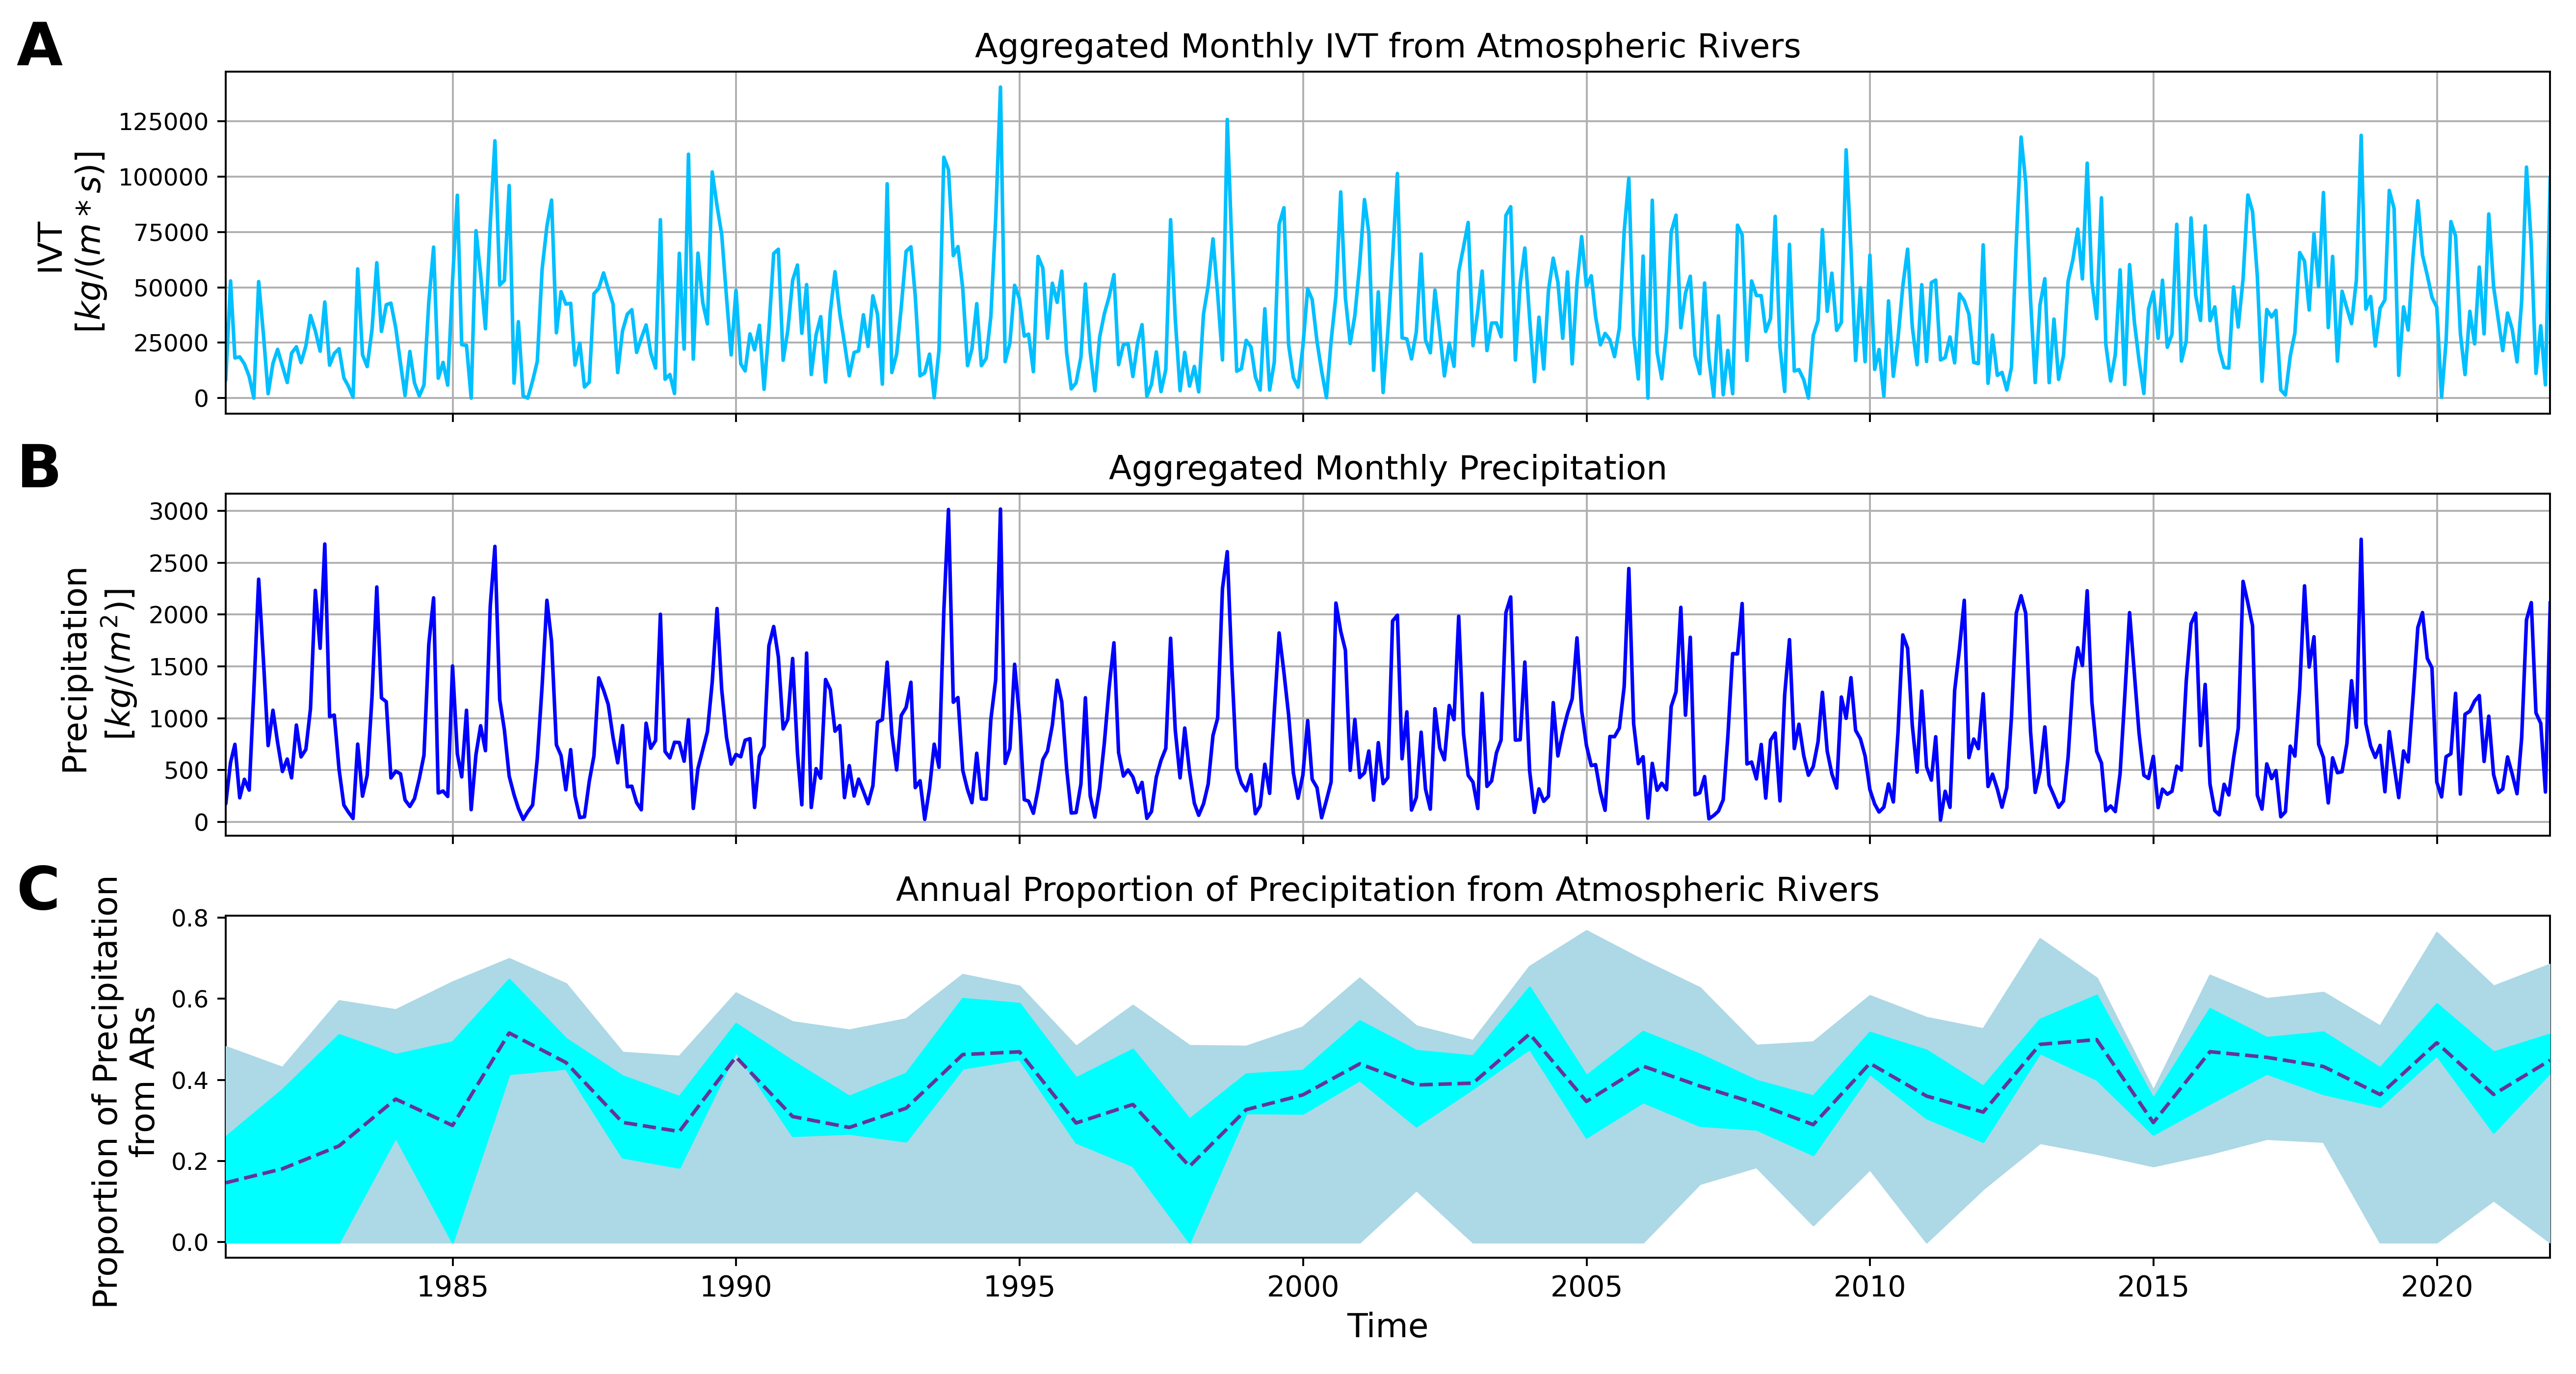 A
Aggregated Monthly IVT from Atmospheric Rivers
IVT
[kg/(m * s)]
125000
100000
75000
50000
25000
0
B
Aggregated Monthly Precipitation
Precipitation
[kg/(m²)]
3000
2500
2000
1500
1000
500
0
C
Annual Proportion of Precipitation from Atmospheric Rivers
Proportion of Precipitation
from ARs
0.8
0.6
0.4
0.2
0.0
1985 1990 1995 2000 2005 2010 2015 2020
Time